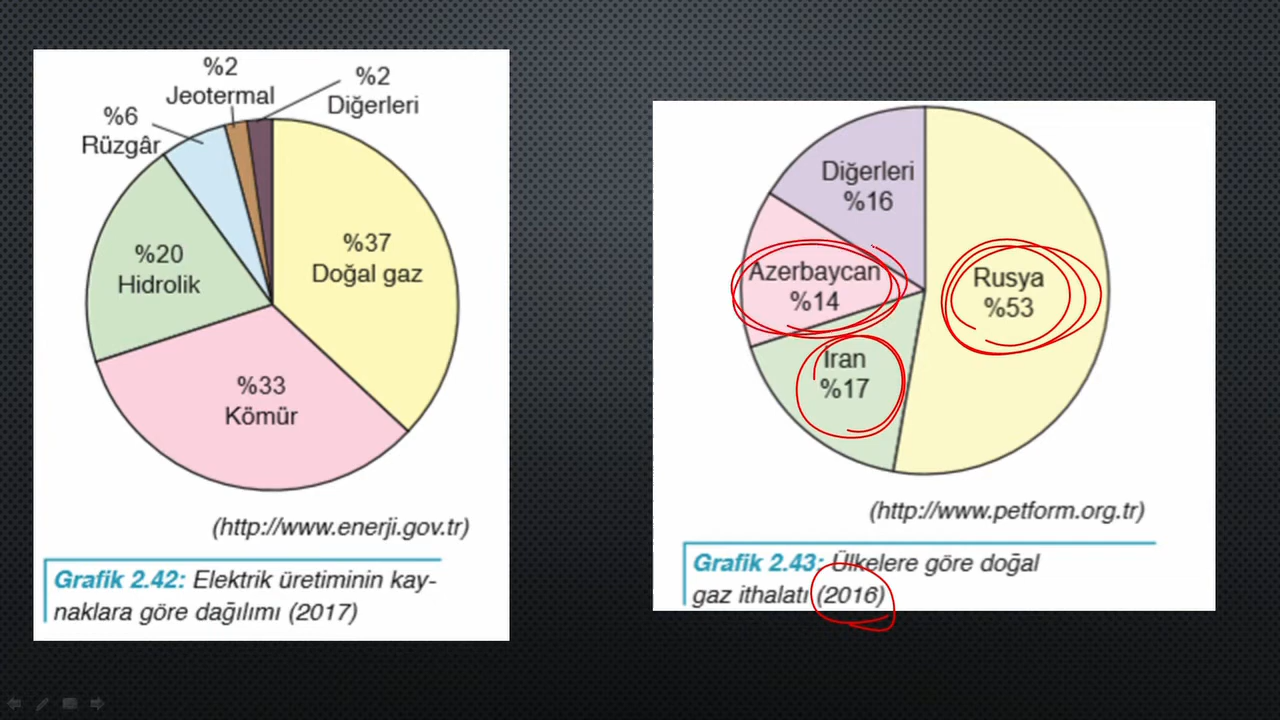 %2
Jeotermal
%2
Diğerleri
%6
Rüzgâr
%37
Doğal gaz
%20
Hidrolik
%33
Kömür
(http://www.enerji.gov.tr)
Grafik 2.42: Elektrik üretiminin kay-
naklara göre dağılımı (2017)
Diğerleri
%16
Azerbaycan
%14
Rusya
%53
İran
%17
(http://www.petform.org.tr)
Grafik 2.43: Ülkelere göre doğal
gaz ithalatı (2016)